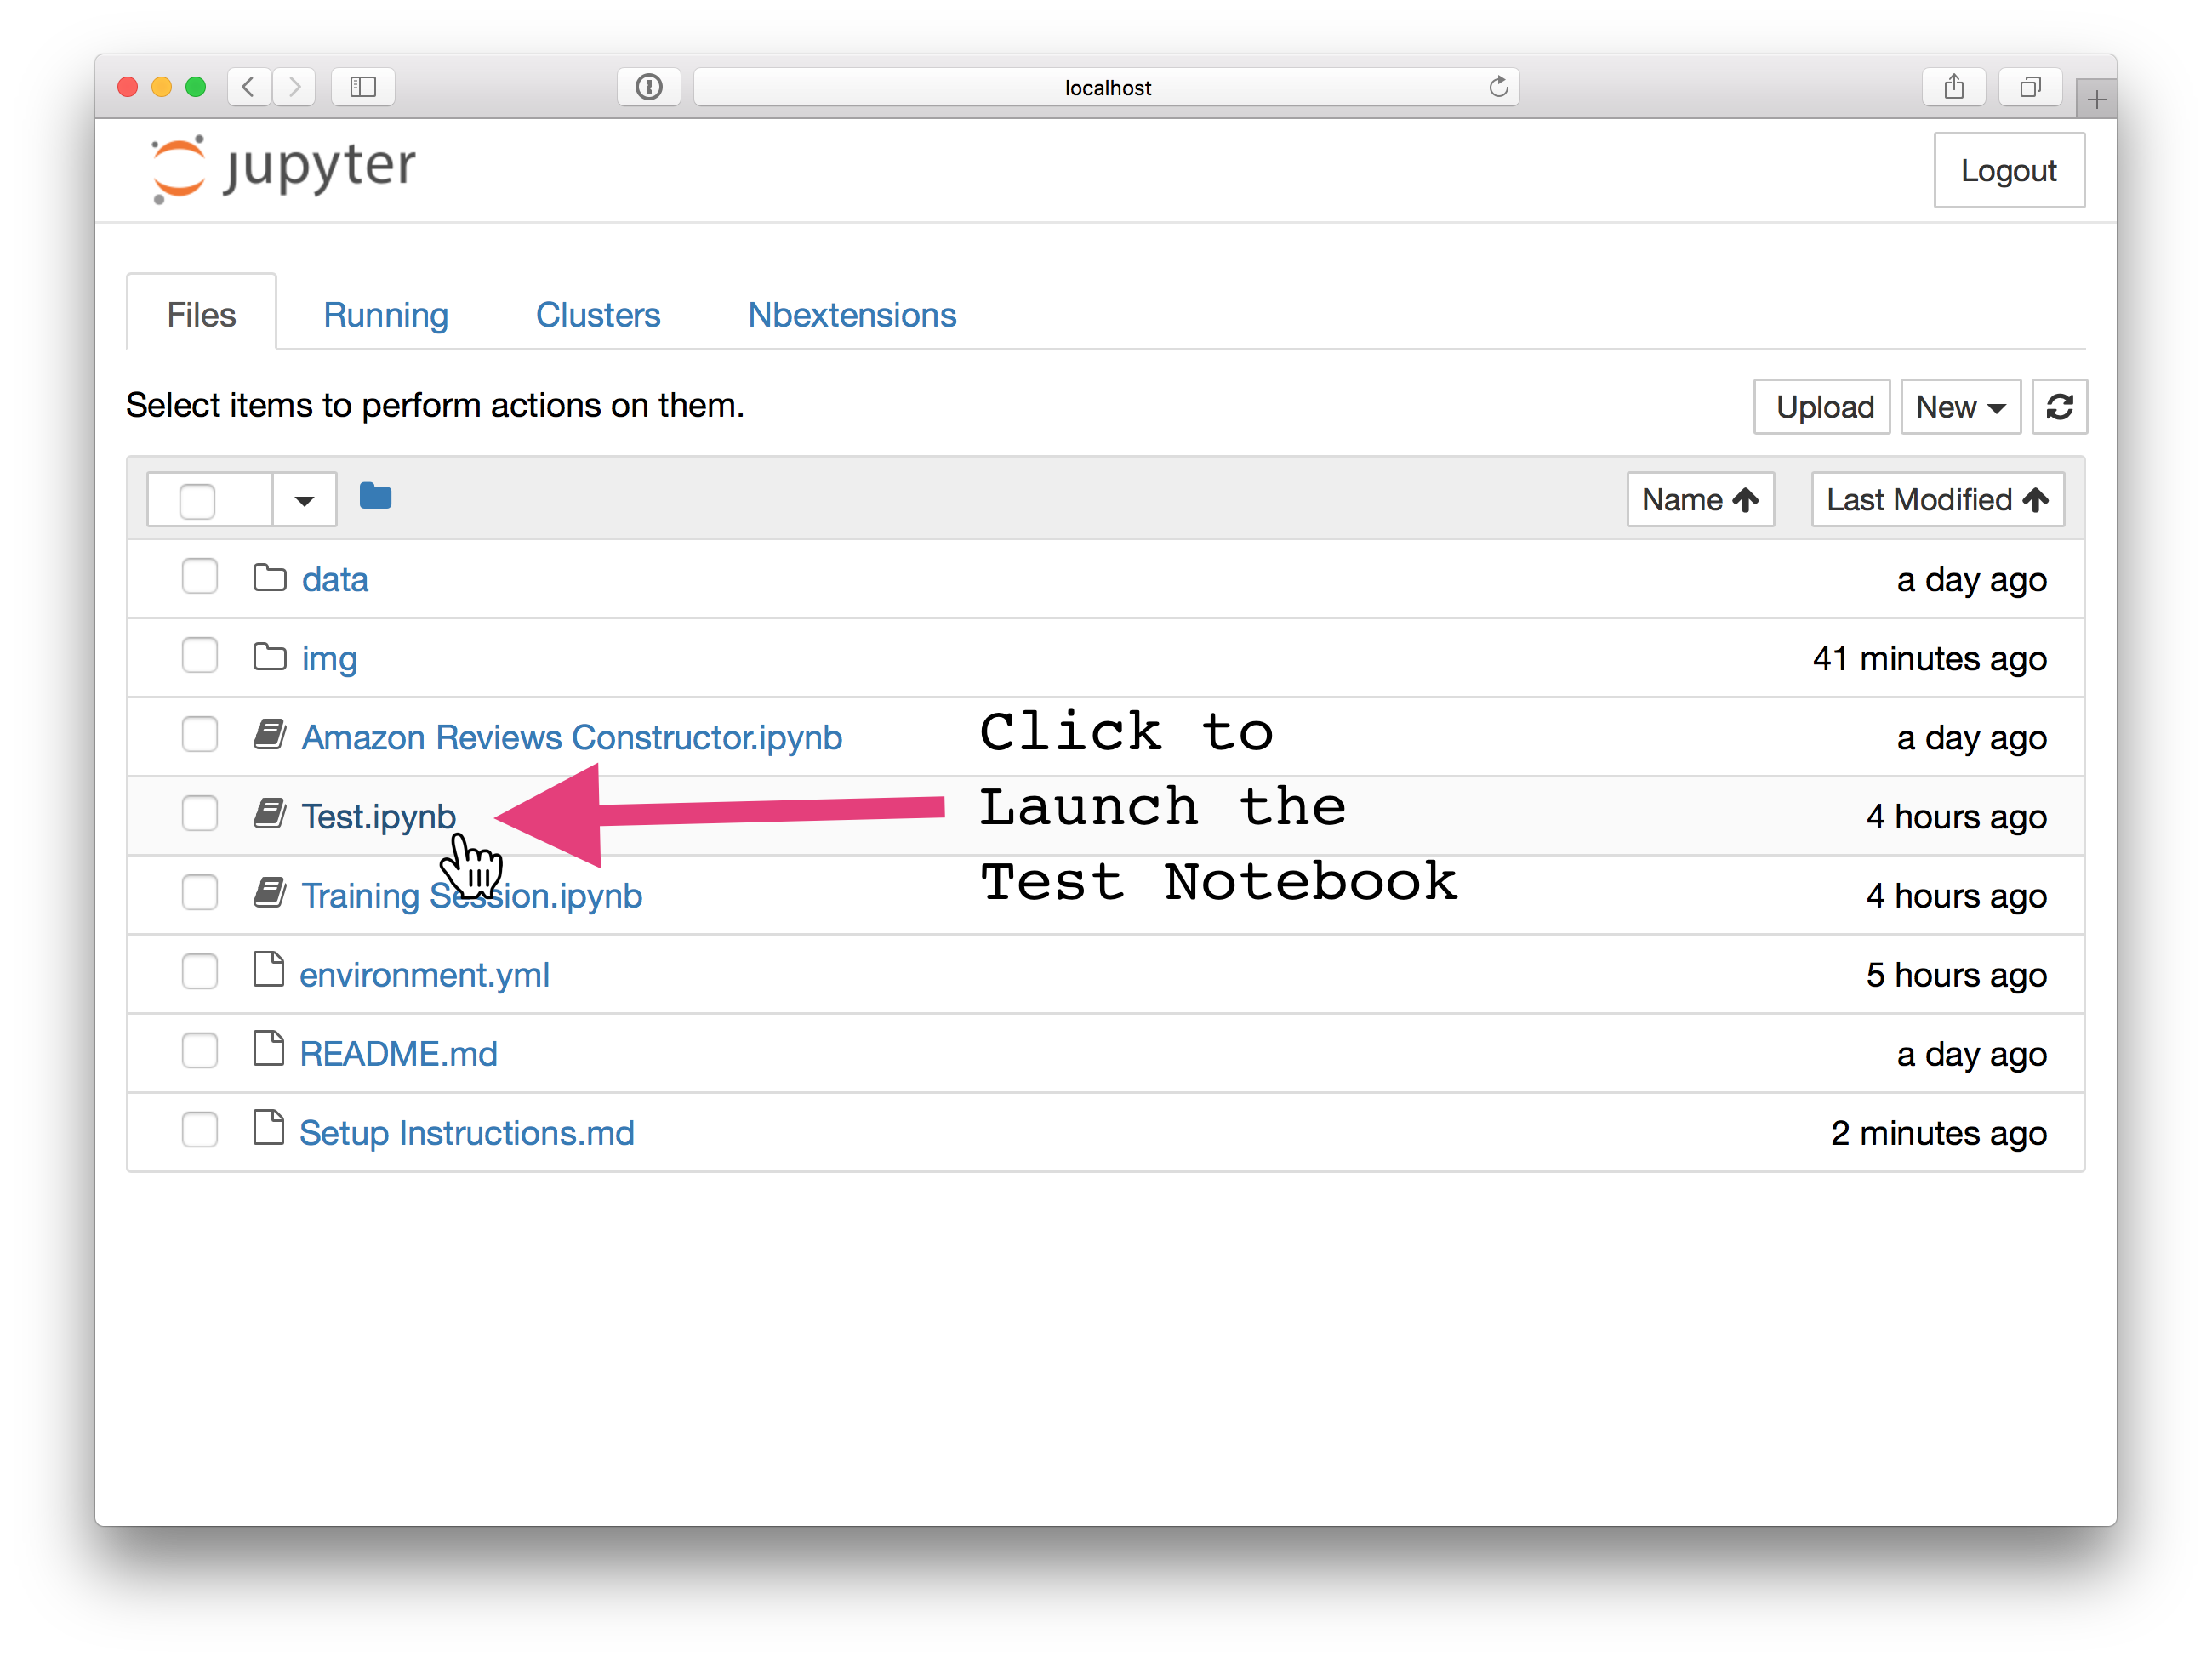 localhost
jupyter
Logout
Files Running Clusters Nbextensions
Select items to perform actions on them.
Upload New
Name Last Modified
data a day ago
img 41 minutes ago
Amazon Reviews Constructor.ipynb a day ago
Test.ipynb 4 hours ago
Training Session.ipynb 4 hours ago
environment.yml 5 hours ago
README.md a day ago
Setup Instructions.md 2 minutes ago
Click to
Launch the
Test Notebook